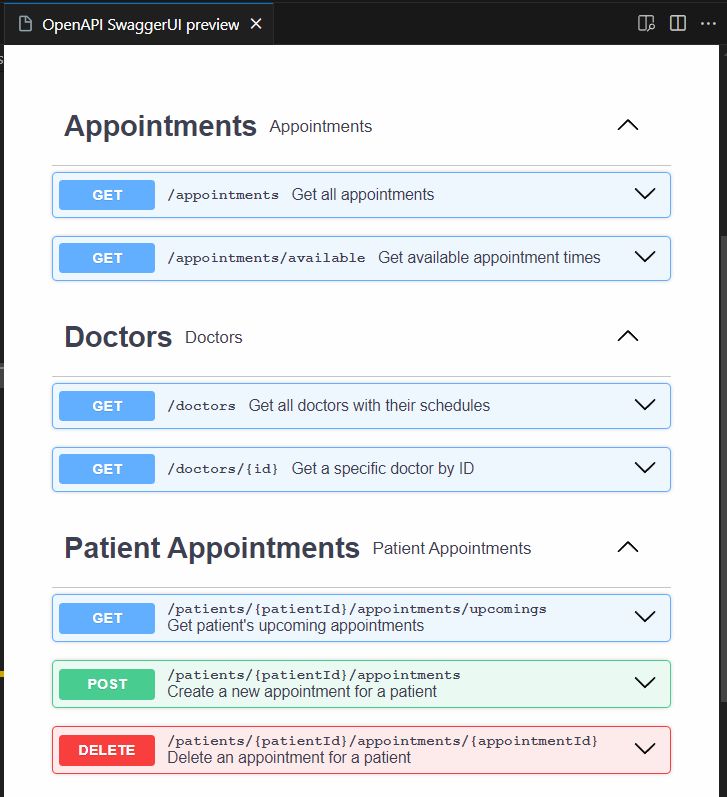 OpenAPI SwaggerUI preview
Appointments Appointments
GET /appointments Get all appointments
GET /appointments/available Get available appointment times
Doctors Doctors
GET /doctors Get all doctors with their schedules
GET /doctors/{id} Get a specific doctor by ID
Patient Appointments Patient Appointments
GET /patients/{patientId}/appointments/upcomings
Get patient's upcoming appointments
POST /patients/{patientId}/appointments
Create a new appointment for a patient
DELETE /patients/{patientId}/appointments/{appointmentId}
Delete an appointment for a patient